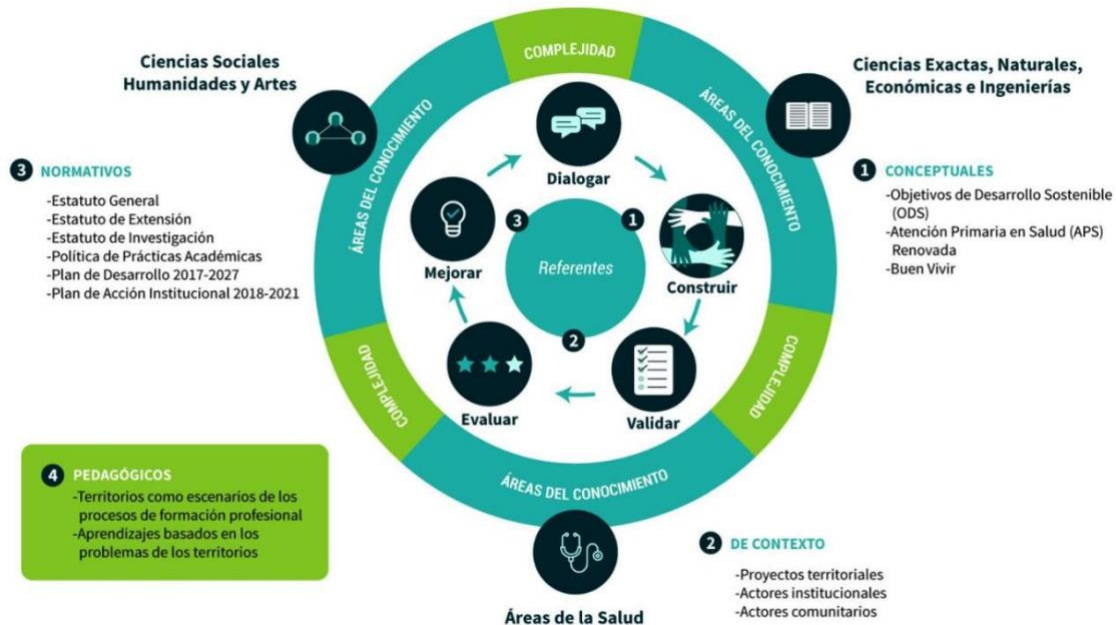 COMPLEJIDAD
Ciencias Sociales
Humanidades y Artes
Ciencias Exactas, Naturales,
Económicas e Ingenierías
ÁREAS DEL CONOCIMIENTO
ÁREAS DEL CONOCIMIENTO
3 NORMATIVOS
-Estatuto General
-Estatuto de Extensión
-Estatuto de Investigación
-Política de Prácticas Académicas
-Plan de Desarrollo 2017-2027
-Plan de Acción Institucional 2018-2021
Dialogar
Construir
Validar
Evaluar
Mejorar
3
1
Referentes
2
1 CONCEPTUALES
-Objetivos de Desarrollo Sostenible
(ODS)
-Atención Primaria en Salud (APS)
Renovada
-Buen Vivir
COMPLEJIDAD
COMPLEJIDAD
4 PEDAGÓGICOS
-Territorios como escenarios de los
procesos de formación profesional
-Aprendizajes basados en los
problemas de los territorios
ÁREAS DEL CONOCIMIENTO
Áreas de la Salud
2 DE CONTEXTO
-Proyectos territoriales
-Actores institucionales
-Actores comunitarios